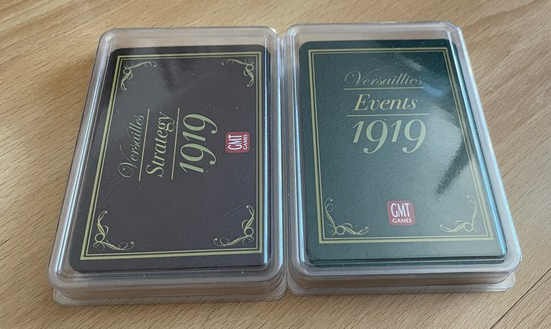 Versailles
Strategy
1919
GMT
GAMES
Versailles
Events
1919
GMT
GAMES